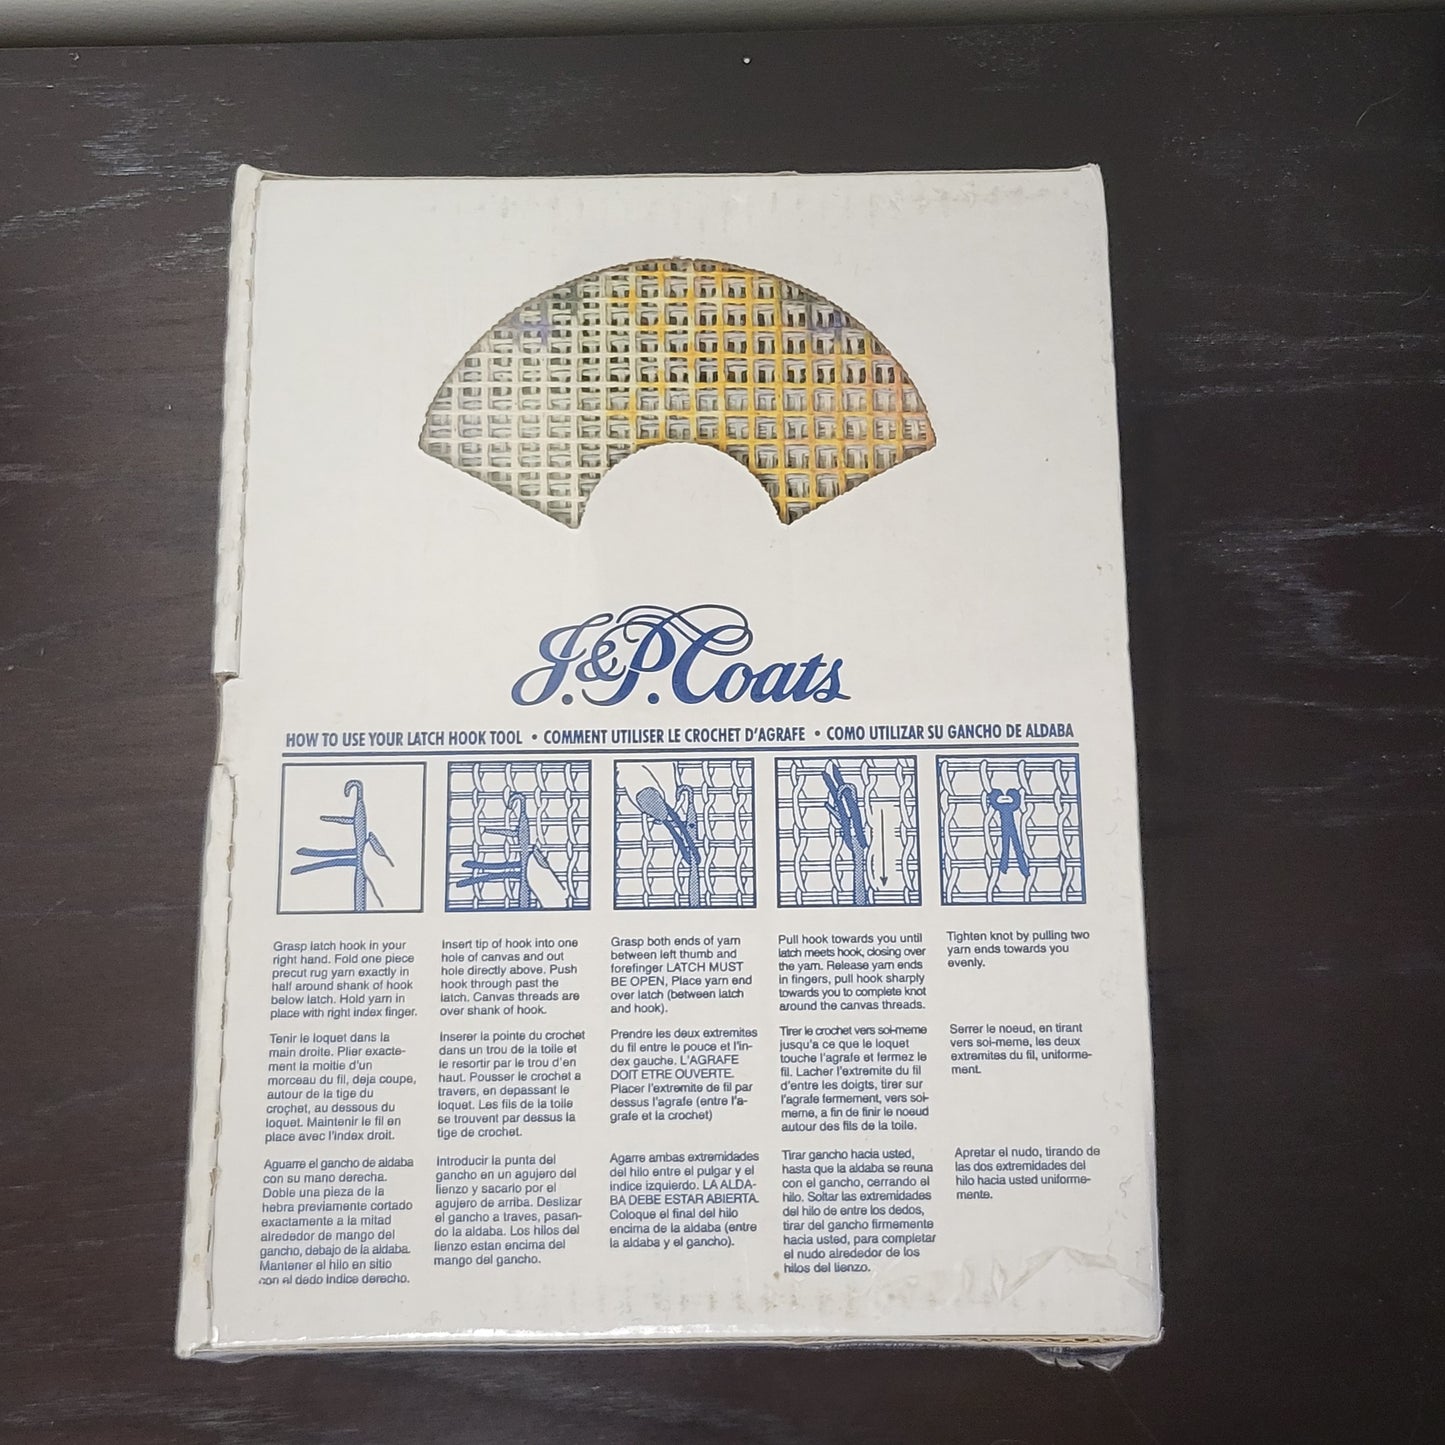 J.&P. Coats
HOW TO USE YOUR LATCH HOOK TOOL • COMMENT UTILISER LE CROCHET D'AGRAFE • COMO UTILIZAR SU GANCHO DE ALDABA
Grasp latch hook in your
right hand. Fold one piece
precut rug yarn exactly in
half around shank of hook
below latch. Hold yarn in
place with right index finger.
Tenir le loquet dans la
main droite. Plier exacte-
ment la moitie d'un
morceau du fil, deja coupe,
autour de la tige du
croçhet, au dessous du
loquet. Maintenir le fil en
place avec l'index droit.
Aguarre el gancho de aldaba
con su mano derecha.
Doble una pieza de la
hebra previamente cortado
exactamente a la mitad
alrededor de mango del
gancho, debajo de la aldaba.
Mantener el hilo en sitio
con el dedo indice derecho.
Insert tip of hook into one
hole of canvas and out
hole directly above. Push
hook through past the
latch. Canvas threads are
over shank of hook.
Inserer la pointe du crochet
dans un trou de la toile et
le resortir par le trou d'en
haut. Pousser le crochet a
travers, en depassant le
loquet. Les fils de la toile
se trouvent par dessus la
tige de crochet.
Introducir la punta del
gancho en un agujero del
lienzo y sacarlo por el
agujero de arriba. Deslizar
el gancho a traves, pasan-
do la aldaba. Los hilos del
lienzo estan encima del
mango del gancho.
Grasp both ends of yarn
between left thumb and
forefinger LATCH MUST
BE OPEN, Place yarn end
over latch (between latch
and hook).
Prendre les deux extremites
du fil entre le pouce et l'in-
dex gauche. L'AGRAFE
DOIT ETRE OUVERTE.
Placer l'extremite de fil par
dessus l'agrafe (entre l'a-
grafe et la crochet)
Agarre ambas extremidades
del hilo entre el pulgar y el
indice izquierdo. LA ALDA-
BA DEBE ESTAR ABIERTA.
Coloque el final del hilo
encima de la aldaba (entre
la aldaba y el gancho).
Pull hook towards you until
latch meets hook, closing over
the yarn. Release yarn ends
in fingers, pull hook sharply
towards you to complete knot
around the canvas threads.
Tirer le crochet vers soi-meme
jusqu'a ce que le loquet
touche l'agrafe et fermez le
fil. Lacher l'extremite du fil
d'entre les doigts, tirer sur
l'agrafe fermement, vers soi-
meme, a fin de finir le noeud
autour des fils de la toile.
Tirar gancho hacia usted,
hasta que la aldaba se reuna
con el gancho, cerrando el
hilo. Soltar las extremidades
del hilo de entre los dedos,
tirar del gancho firmemente
hacia usted, para completar
el nudo alrededor de los
hilos del lienzo.
Tighten knot by pulling two
yarn ends towards you
evenly.
Serrer le noeud, en tirant
vers soi-meme, les deux
extremites du fil, uniforme-
ment.
Apretar el nudo, tirando de
las dos extremidades del
hilo hacia usted uniforme-
mente.